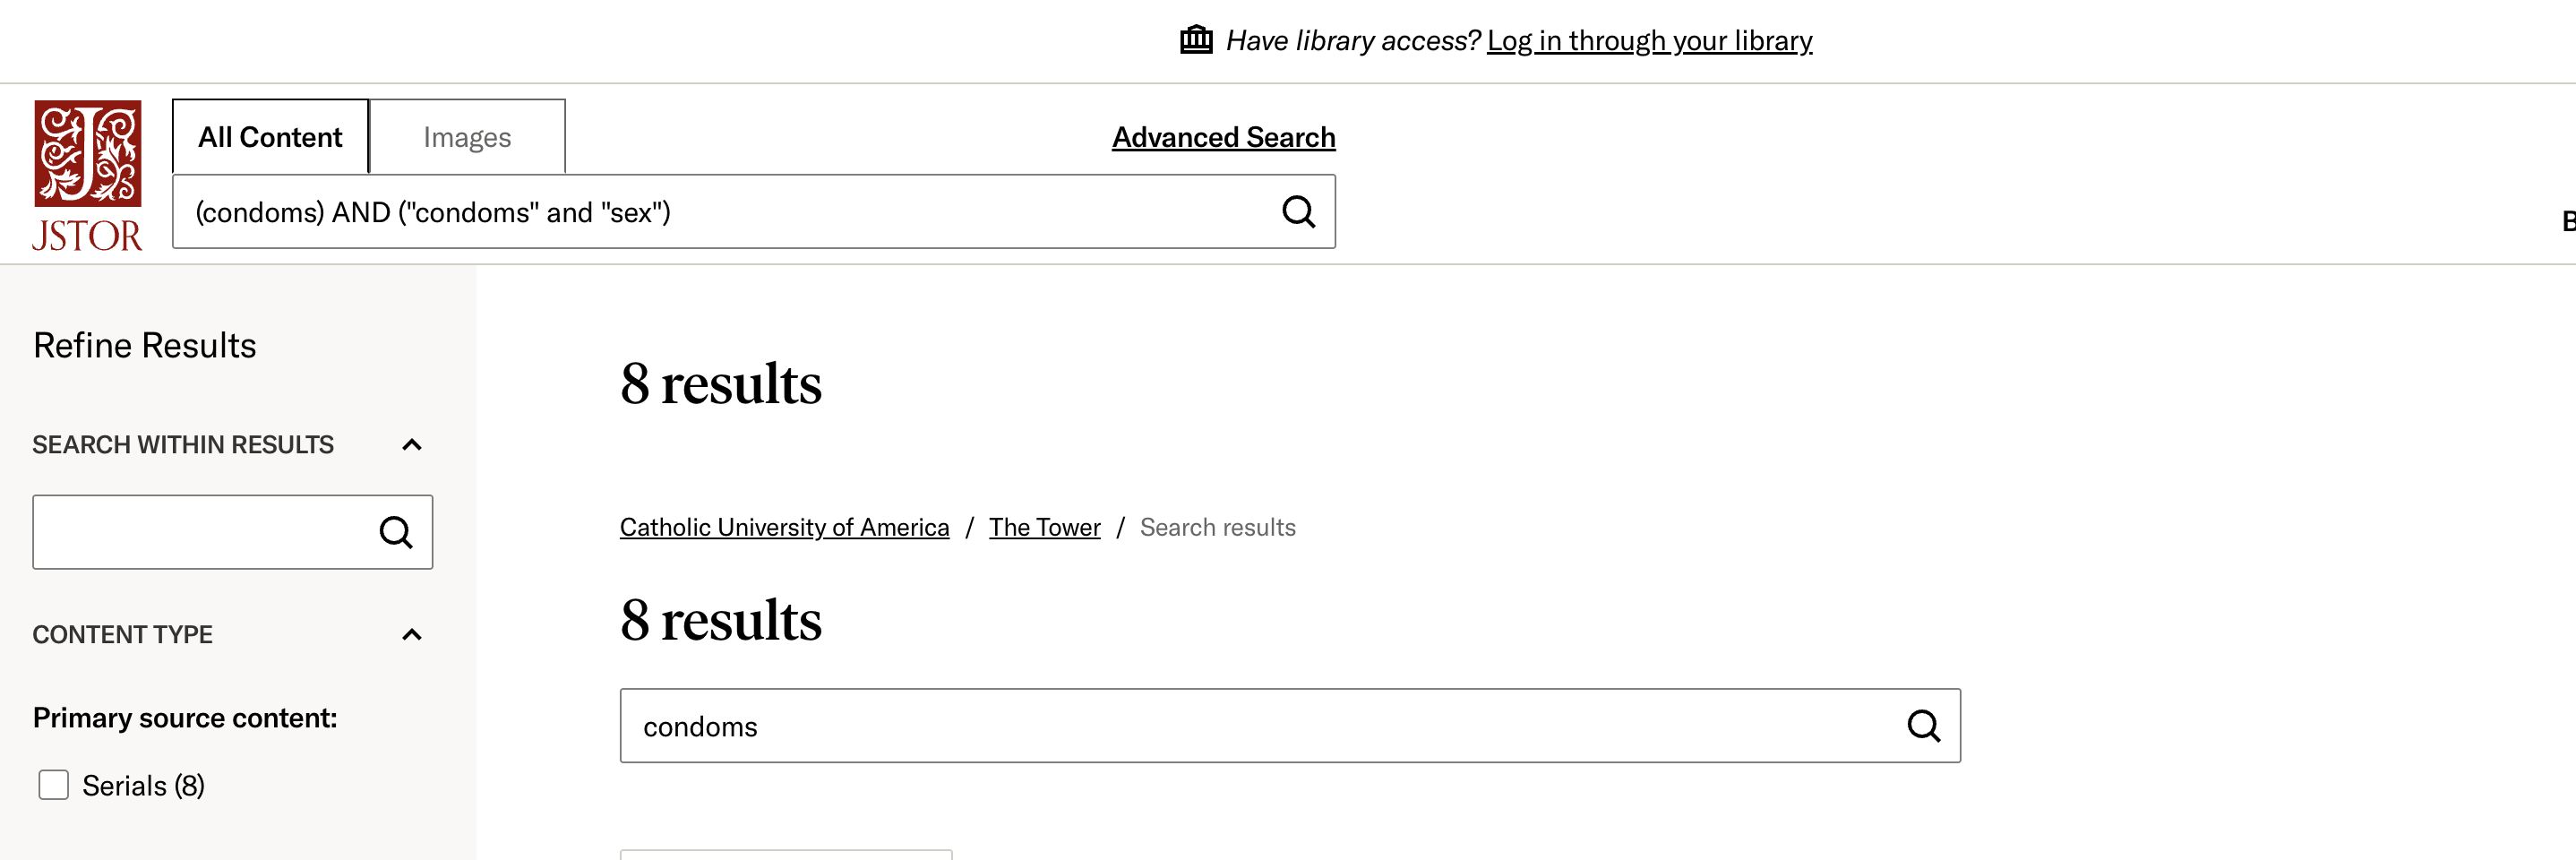 Have library access? Log in through your library
JSTOR
All Content
Images
Advanced Search
(condoms) AND ("condoms" and "sex")
Refine Results
SEARCH WITHIN RESULTS
CONTENT TYPE
Primary source content:
Serials (8)
8 results
Catholic University of America / The Tower / Search results
8 results
condoms